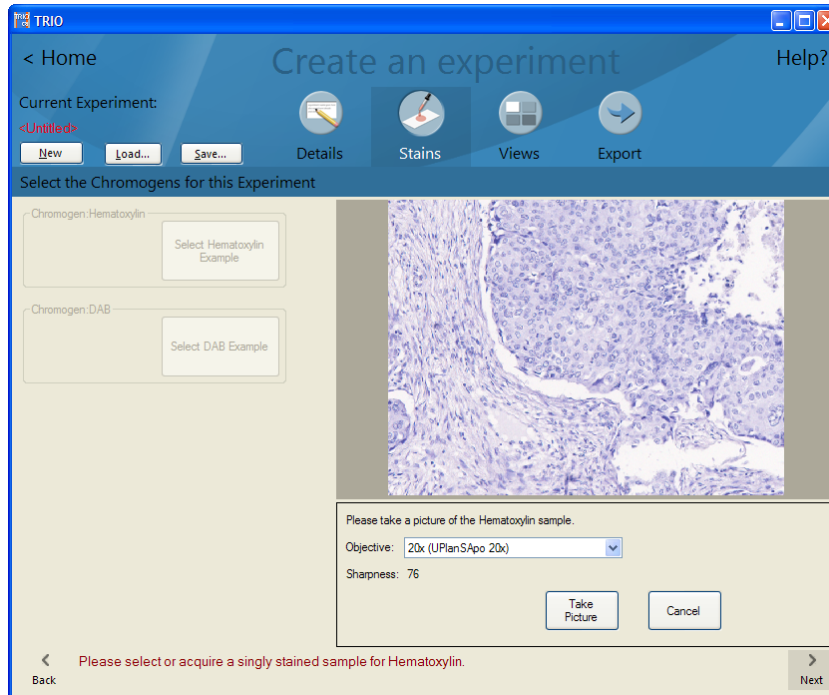 TRIO
< Home
Create an experiment
Help?
Current Experiment:
<Untitled>
New
Load...
Save...
Details
Stains
Views
Export
Select the Chromogens for this Experiment
Chromogen:Hematoxylin
Select Hematoxylin
Example
Chromogen:DAB
Select DAB Example
Please take a picture of the Hematoxylin sample.
Objective: 20x (UPlanSApo 20x)
Sharpness: 76
Take
Picture
Cancel
< Back
Please select or acquire a singly stained sample for Hematoxylin.
> Next